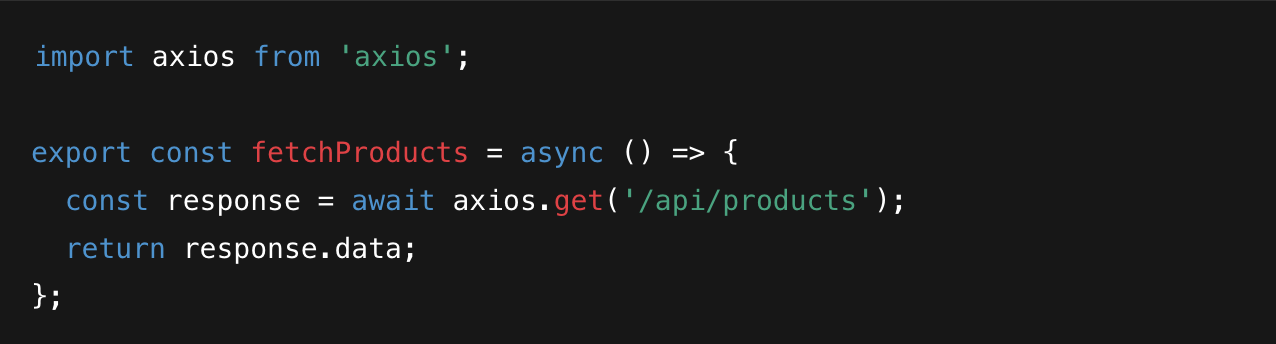 import axios from 'axios';

export const fetchProducts = async () => {
  const response = await axios.get('/api/products');
  return response.data;
};